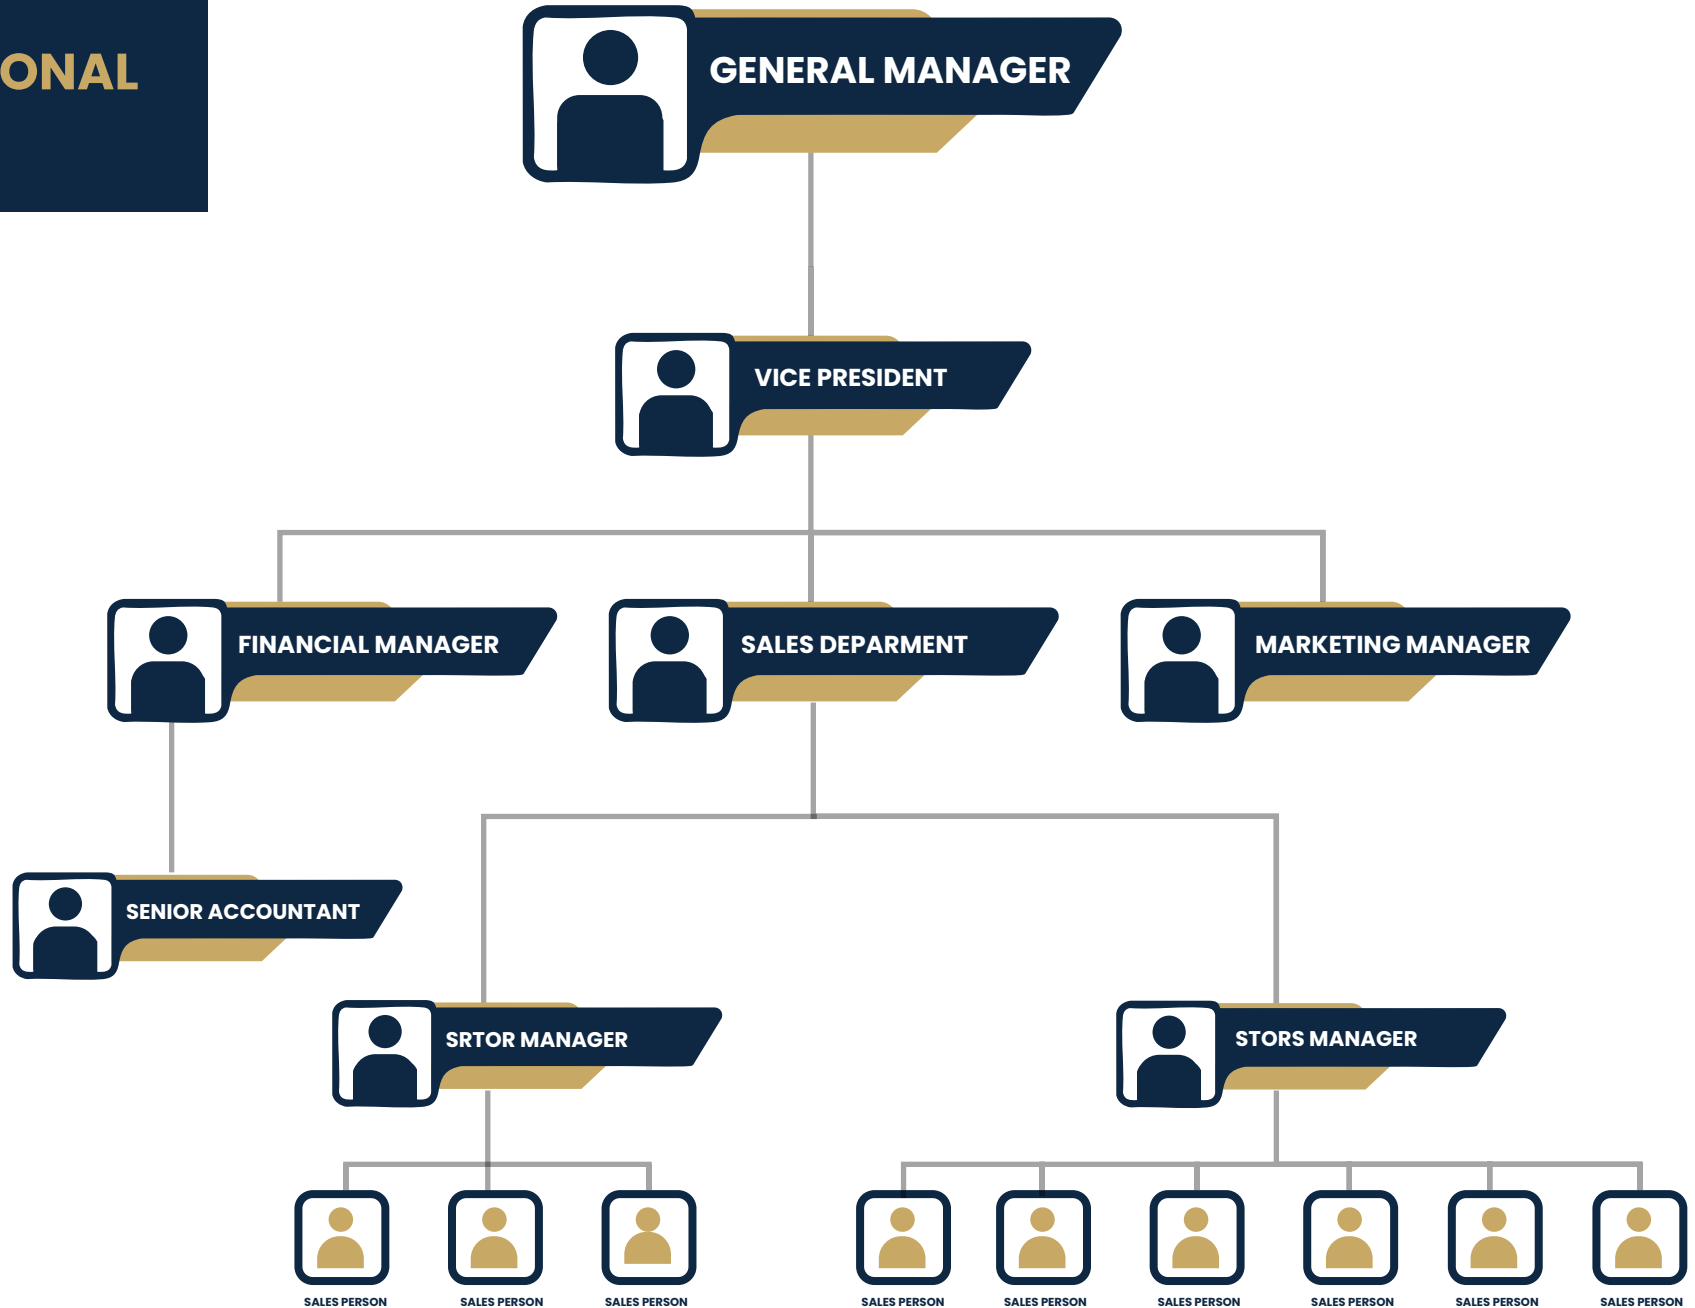 ONAL
GENERAL MANAGER
VICE PRESIDENT
FINANCIAL MANAGER
SALES DEPARMENT
MARKETING MANAGER
SENIOR ACCOUNTANT
SRTOR MANAGER
STORS MANAGER
SALES PERSON
SALES PERSON
SALES PERSON
SALES PERSON
SALES PERSON
SALES PERSON
SALES PERSON
SALES PERSON
SALES PERSON